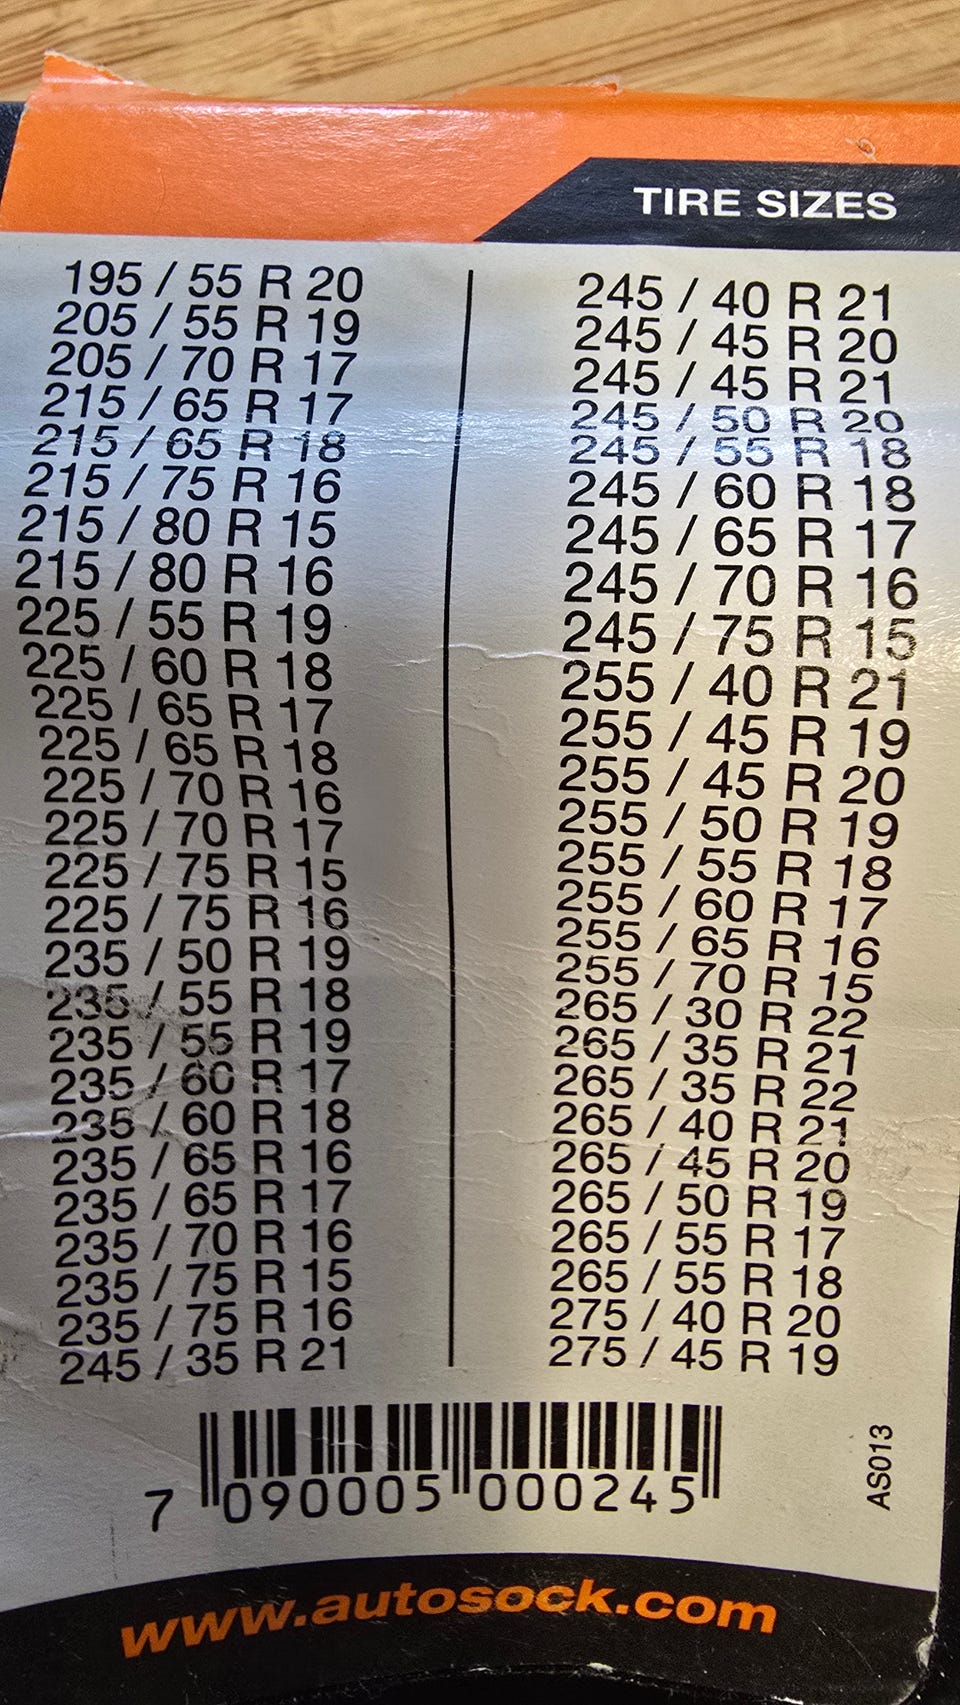 TIRE SIZES
195 / 55 R 20
205 / 55 R 19
205 / 70 R 17
215 / 65 R 17
215 / 65 R 18
215 / 75 R 16
215 / 80 R 15
215 / 80 R 16
225 / 55 R 19
225 / 60 R 18
225 / 65 R 17
225 / 65 R 18
225 / 70 R 16
225 / 70 R 17
225 / 75 R 15
225 / 75 R 16
235 / 50 R 19
235 / 55 R 18
235 / 55 R 19
235 / 60 R 17
235 / 60 R 18
235 / 65 R 16
235 / 65 R 17
235 / 70 R 16
235 / 75 R 15
235 / 75 R 16
245 / 35 R 21
245 / 40 R 21
245 / 45 R 20
245 / 45 R 21
245 / 50 R 20
245 / 55 R 18
245 / 60 R 18
245 / 65 R 17
245 / 70 R 16
245 / 75 R 15
255 / 40 R 21
255 / 45 R 19
255 / 45 R 20
255 / 50 R 19
255 / 55 R 18
255 / 60 R 17
255 / 65 R 16
255 / 70 R 15
265 / 30 R 22
265 / 35 R 21
265 / 35 R 22
265 / 40 R 21
265 / 45 R 20
265 / 50 R 19
265 / 55 R 17
265 / 55 R 18
275 / 40 R 20
275 / 45 R 19
7 090005 000245
AS013
www.autosock.com